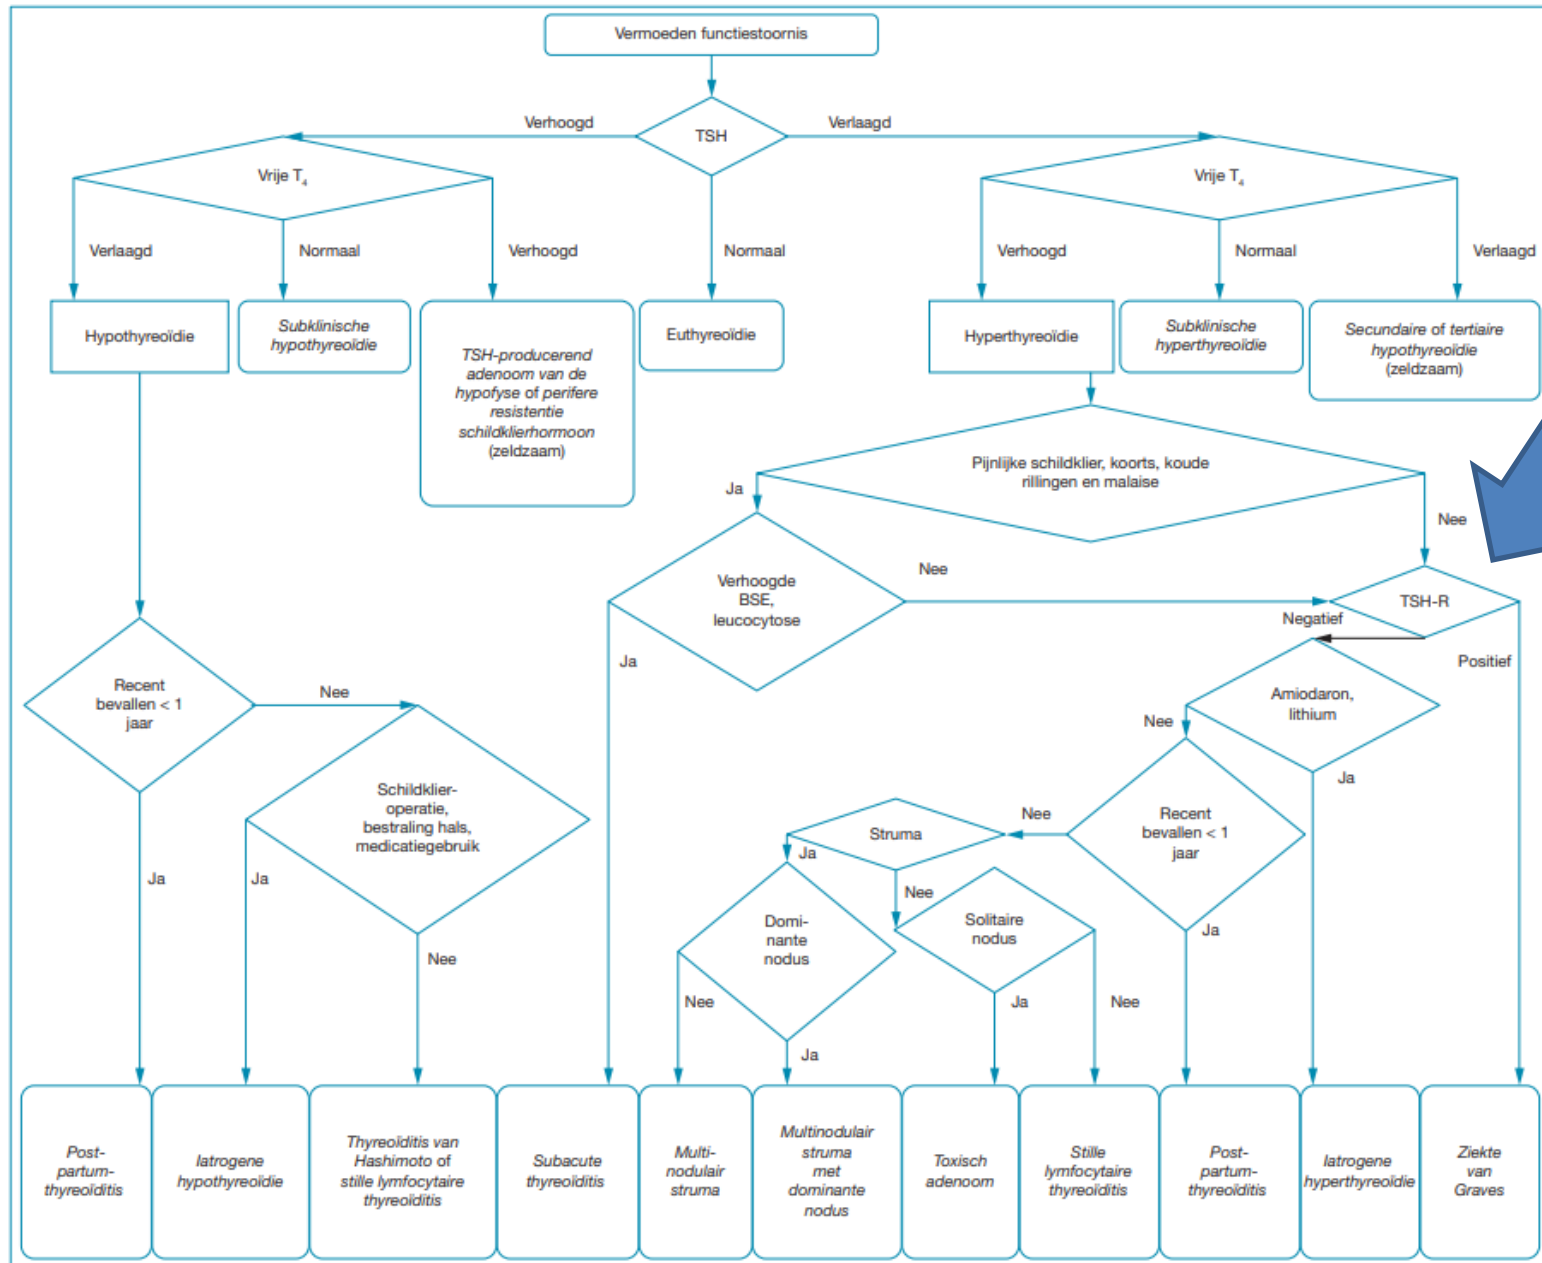 Vermoeden functiestoornis
Verhoogd
TSH
Verlaagd
Vrije T₄
Vrije T₄
Verlaagd
Normaal
Verhoogd
Normaal
Verhoogd
Normaal
Verlaagd
Hypothyreoïdie
Subklinische
hypothyreoïdie
TSH-producerend
adenoom van de
hypofyse of perifere
resistentie
schildklierhormoon
(zeldzaam)
Euthyreoïdie
Hyperthyreoïdie
Subklinische
hyperthyreoïdie
Secundaire of tertiaire
hypothyreoïdie
(zeldzaam)
Pijnlijke schildklier, koorts, koude
rillingen en malaise
Ja
Nee
Verhoogde
BSE,
leucocytose
Nee
Ja
TSH-R
Negatief
Positief
Recent
bevallen < 1
jaar
Nee
Ja
Amiodaron,
lithium
Nee
Ja
Schildklier-
operatie,
bestraling hals,
medicatiegebruik
Ja
Nee
Recent
bevallen < 1
jaar
Nee
Ja
Struma
Ja
Nee
Domi-
nante
nodus
Nee
Ja
Solitaire
nodus
Ja
Nee
Post-
partum-
thyreoïditis
Iatrogene
hypothyreoïdie
Thyreoïditis van
Hashimoto of
stille lymfocytaire
thyreoïditis
Subacute
thyreoïditis
Multi-
nodulair
struma
Multinodulair
struma
met
dominante
nodus
Toxisch
adenoom
Stille
lymfocytaire
thyreoïditis
Post-
partum-
thyreoïditis
Iatrogene
hyperthyreoïdie
Ziekte
van
Graves